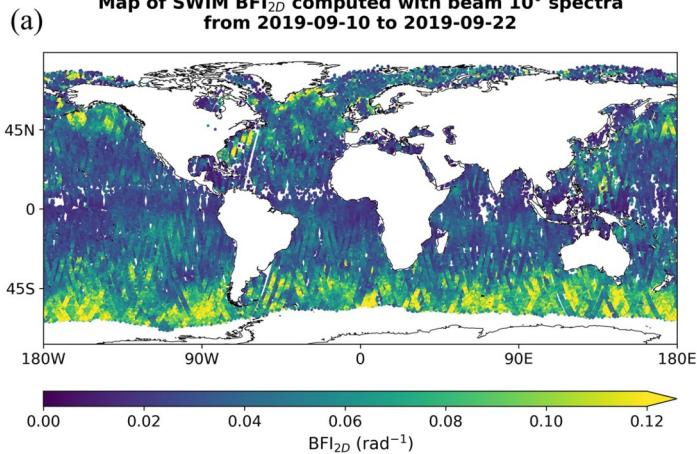 (a)
Map of SWIM BFI2D computed with beam 10° spectra
from 2019-09-10 to 2019-09-22
45N
0
45S
180W 90W 0 90E 180E
0.00 0.02 0.04 0.06 0.08 0.10 0.12
BFI2D (rad⁻¹)